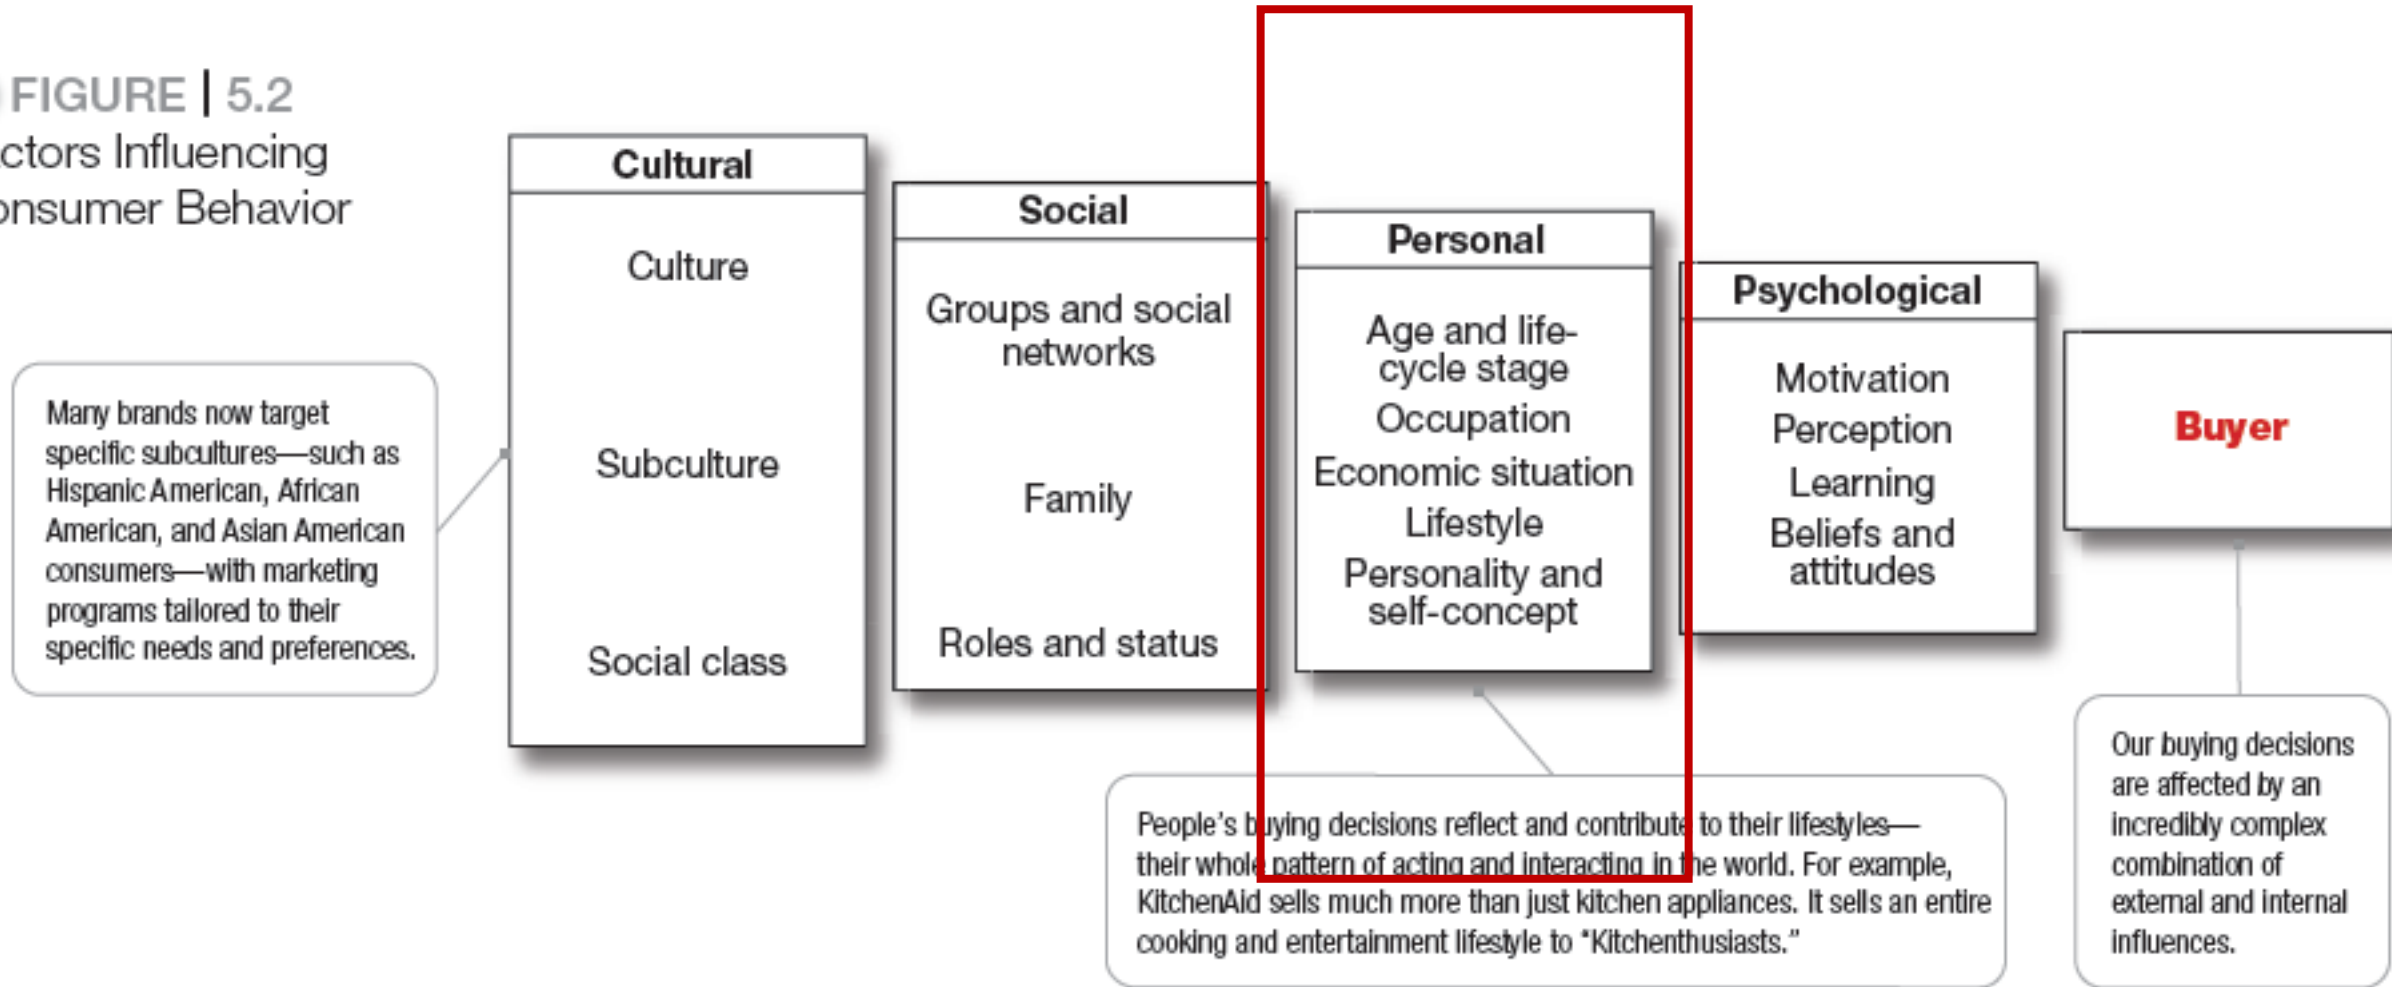 FIGURE | 5.2
ctors Influencing
onsumer Behavior
Cultural
Culture
Subculture
Social class
Social
Groups and social
networks
Family
Roles and status
Personal
Age and life-
cycle stage
Occupation
Economic situation
Lifestyle
Personality and
self-concept
Psychological
Motivation
Perception
Learning
Beliefs and
attitudes
Buyer
Many brands now target
specific subcultures—such as
Hispanic American, African
American, and Asian American
consumers—with marketing
programs tailored to their
specific needs and preferences.
People's buying decisions reflect and contribute to their lifestyles—
their whole pattern of acting and interacting in the world. For example,
KitchenAid sells much more than just kitchen appliances. It sells an entire
cooking and entertainment lifestyle to “Kitchenthusiasts.”
Our buying decisions
are affected by an
incredibly complex
combination of
external and internal
influences.